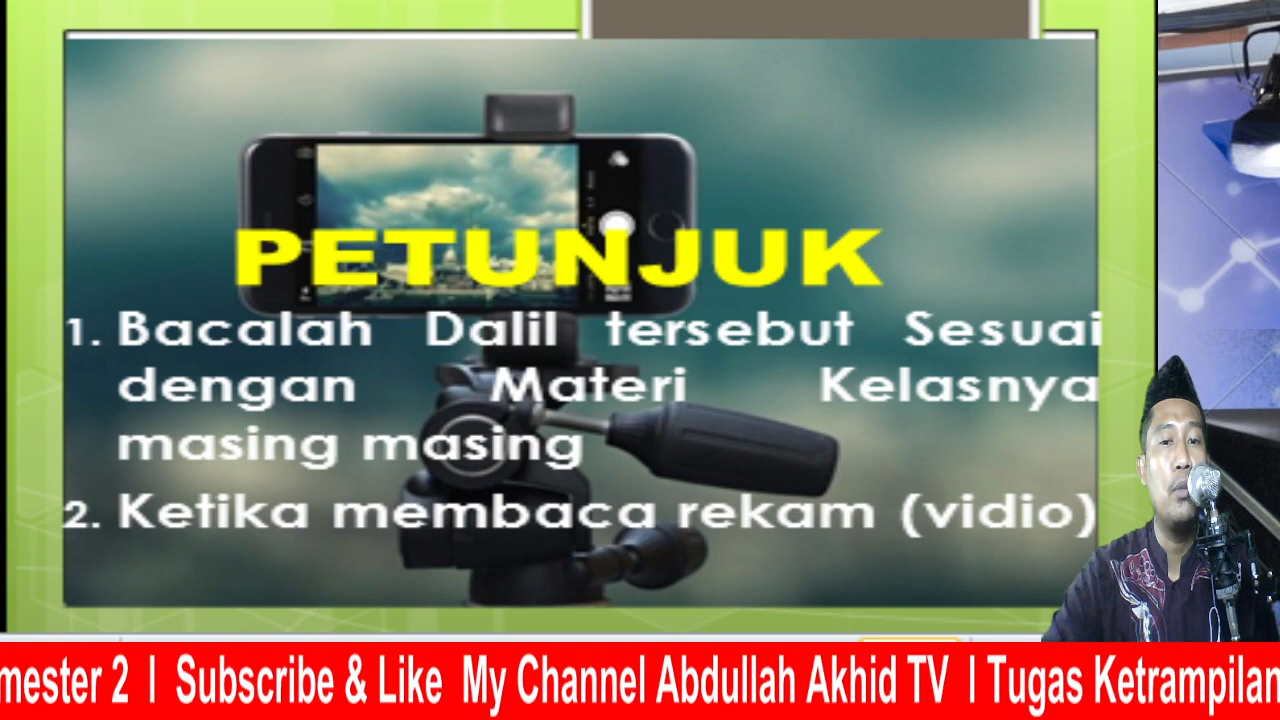 PETUNJUK
1. Bacalah Dalil tersebut Sesuai
dengan Materi Kelasnya
masing masing
2. Ketika membaca rekam (vidio)
mester 2 l Subscribe & Like My Channel Abdullah Akhid TV l Tugas Ketrampilan